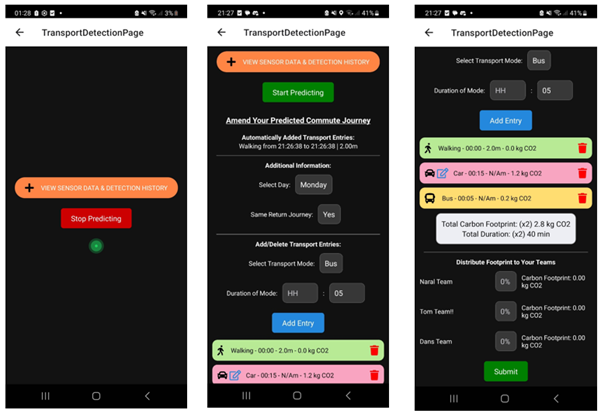 01:28
3%
TransportDetectionPage
VIEW SENSOR DATA & DETECTION HISTORY
Stop Predicting
21:27
41%
TransportDetectionPage
VIEW SENSOR DATA & DETECTION HISTORY
Start Predicting
Amend Your Predicted Commute Journey
Automatically Added Transport Entries:
Walking from 21:26:38 to 21:26:38 | 2.00m
Additional Information:
Select Day: Monday
Same Return Journey: Yes
Add/Delete Transport Entries:
Select Transport Mode: Bus
Duration of Mode: HH : 05
Add Entry
Walking - 00:00 - 2.0m - 0.0 kg CO2
Car - 00:15 - N/Am - 1.2 kg CO2
21:27
41%
TransportDetectionPage
Select Transport Mode: Bus
Duration of Mode: HH : 05
Add Entry
Walking - 00:00 - 2.0m - 0.0 kg CO2
Car - 00:15 - N/Am - 1.2 kg CO2
Bus - 00:05 - N/Am - 0.2 kg CO2
Total Carbon Footprint: (x2) 2.8 kg CO2
Total Duration: (x2) 40 min
Distribute Footprint to Your Teams
Naral Team 0% Carbon Footprint: 0.00
kg CO2
Tom Team!! 0% Carbon Footprint: 0.00
kg CO2
Dans Team 0% Carbon Footprint: 0.00
kg CO2
Submit